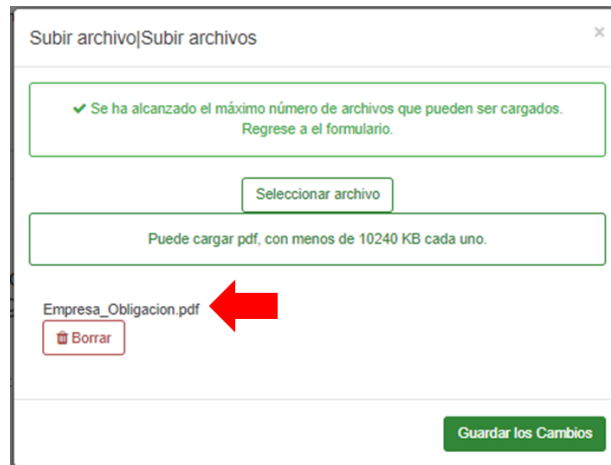 Subir archivo|Subir archivos
×
✔ Se ha alcanzado el máximo número de archivos que pueden ser cargados.
Regrese a el formulario.
Seleccionar archivo
Puede cargar pdf, con menos de 10240 KB cada uno.
Empresa_Obligacion.pdf
Borrar
Guardar los Cambios